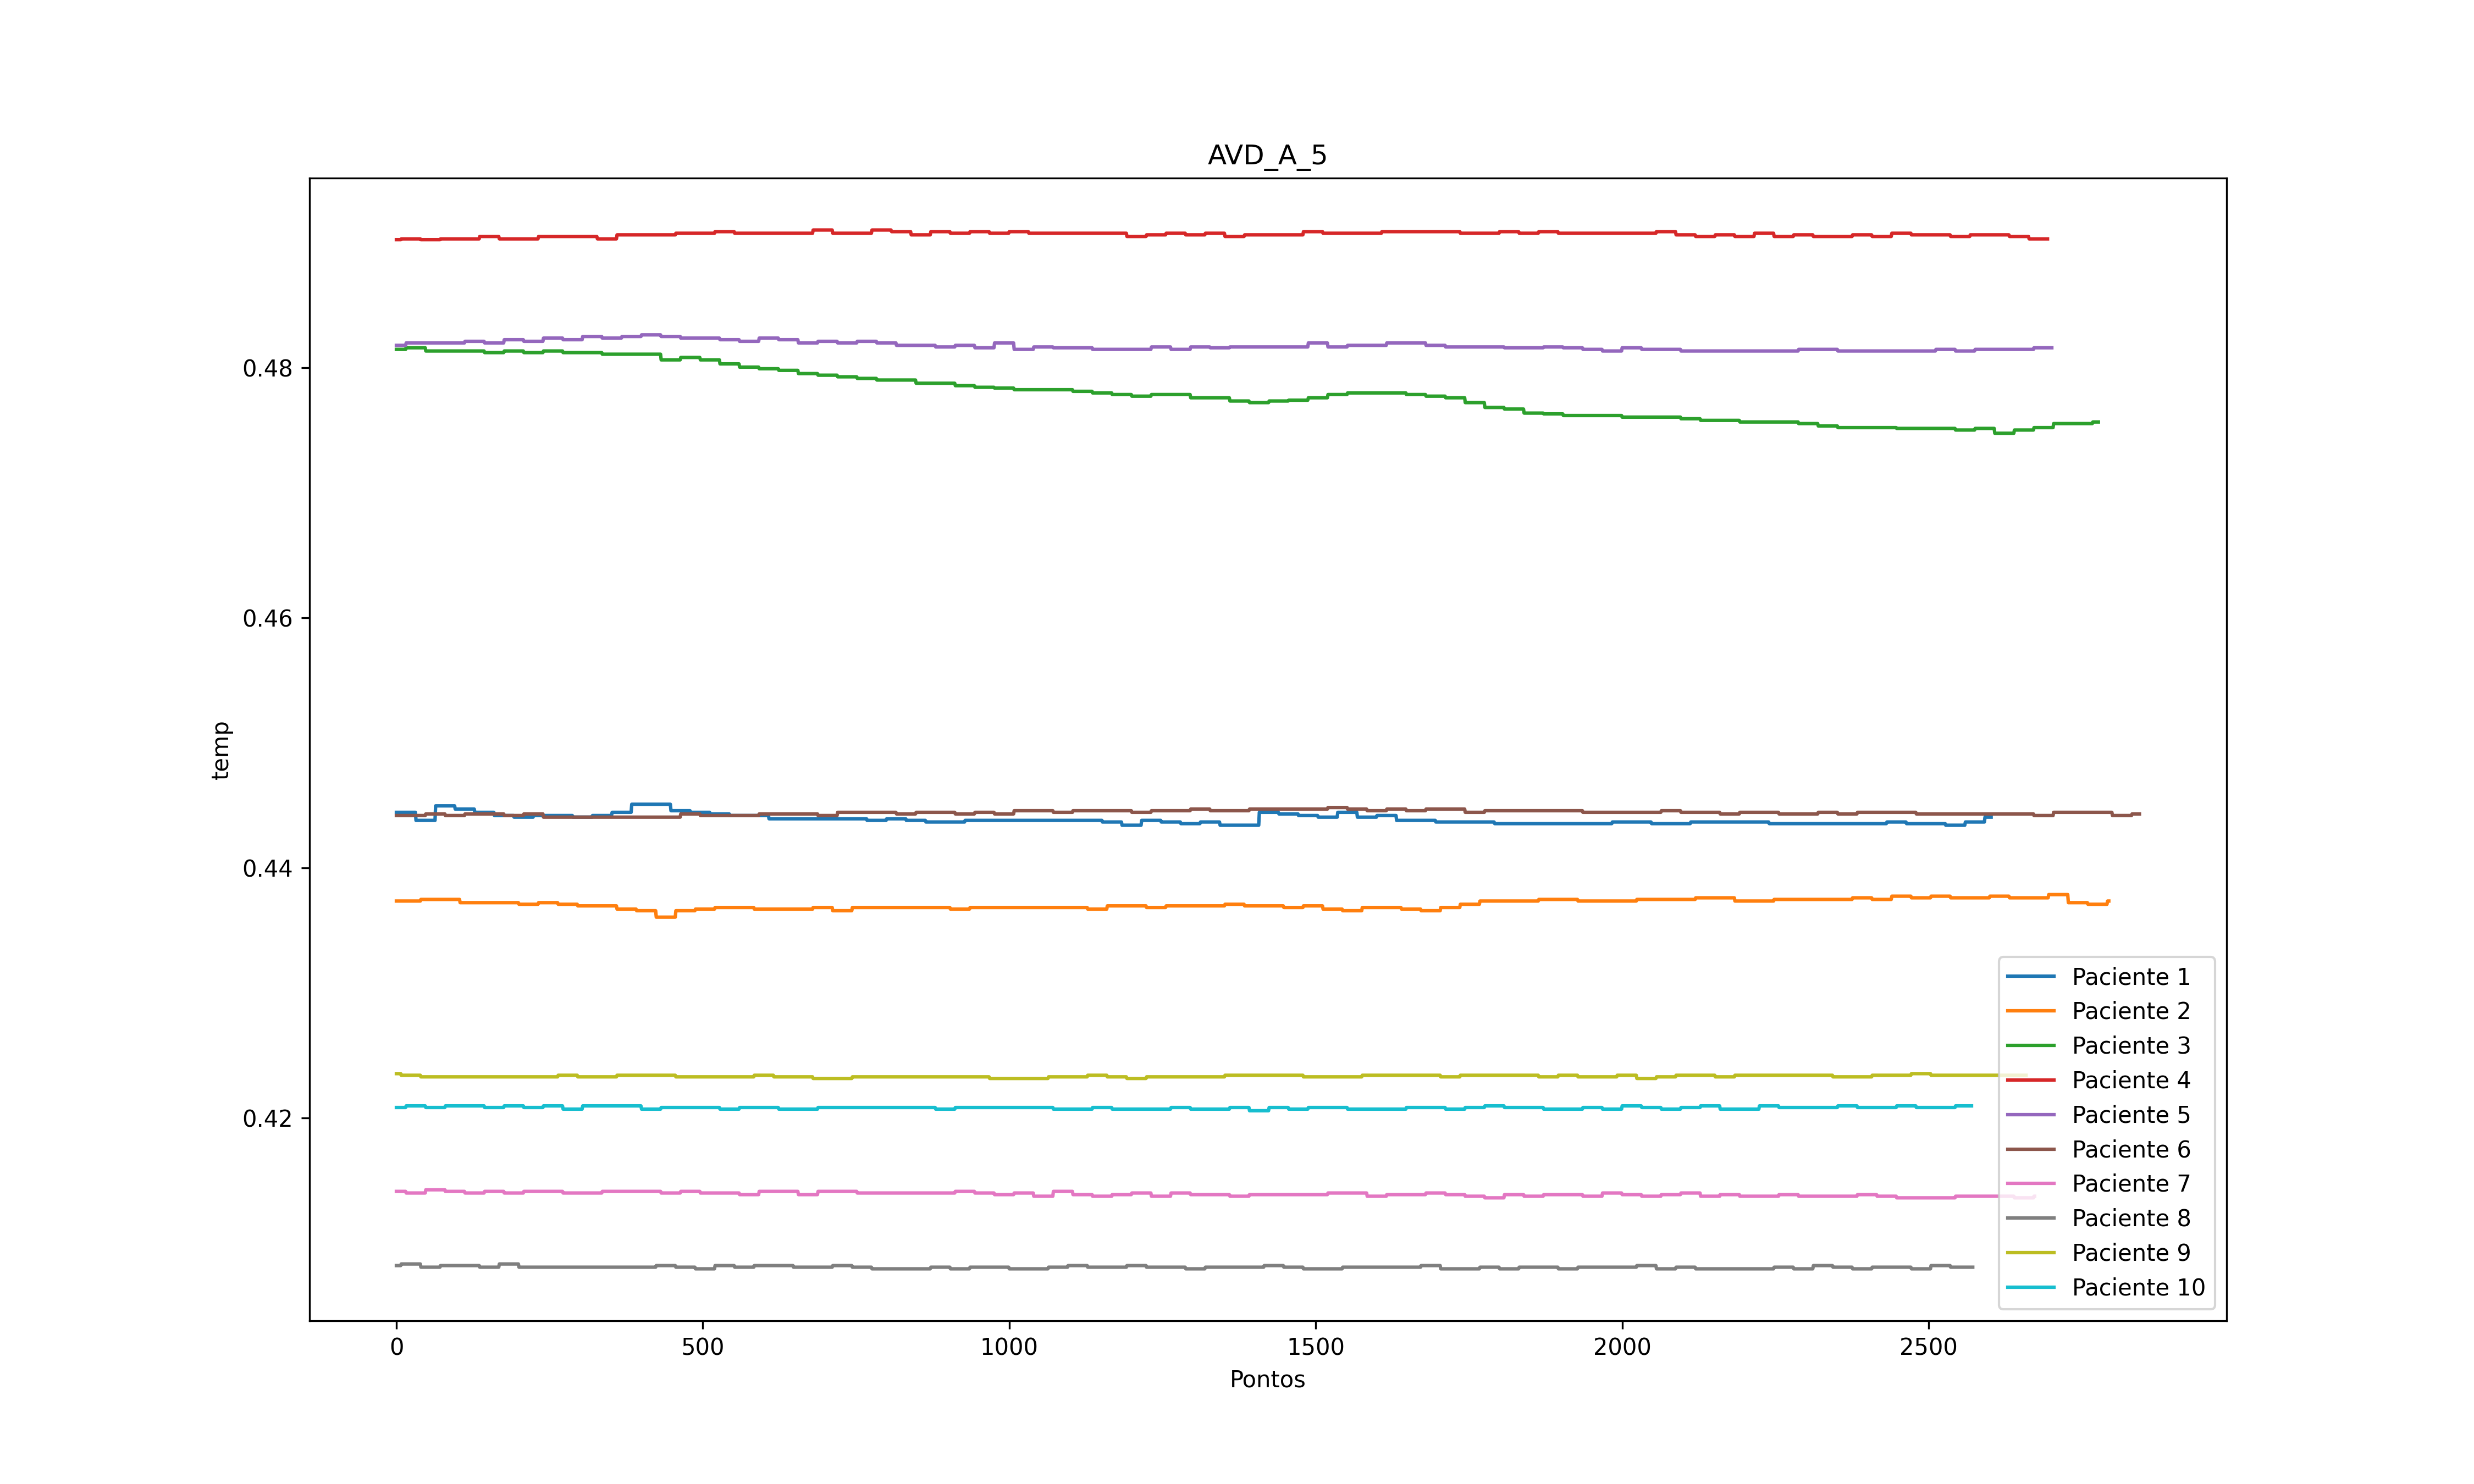 AVD_A_5
temp
0.48
0.46
0.44
0.42
0 500 1000 1500 2000 2500
Pontos
Paciente 1
Paciente 2
Paciente 3
Paciente 4
Paciente 5
Paciente 6
Paciente 7
Paciente 8
Paciente 9
Paciente 10